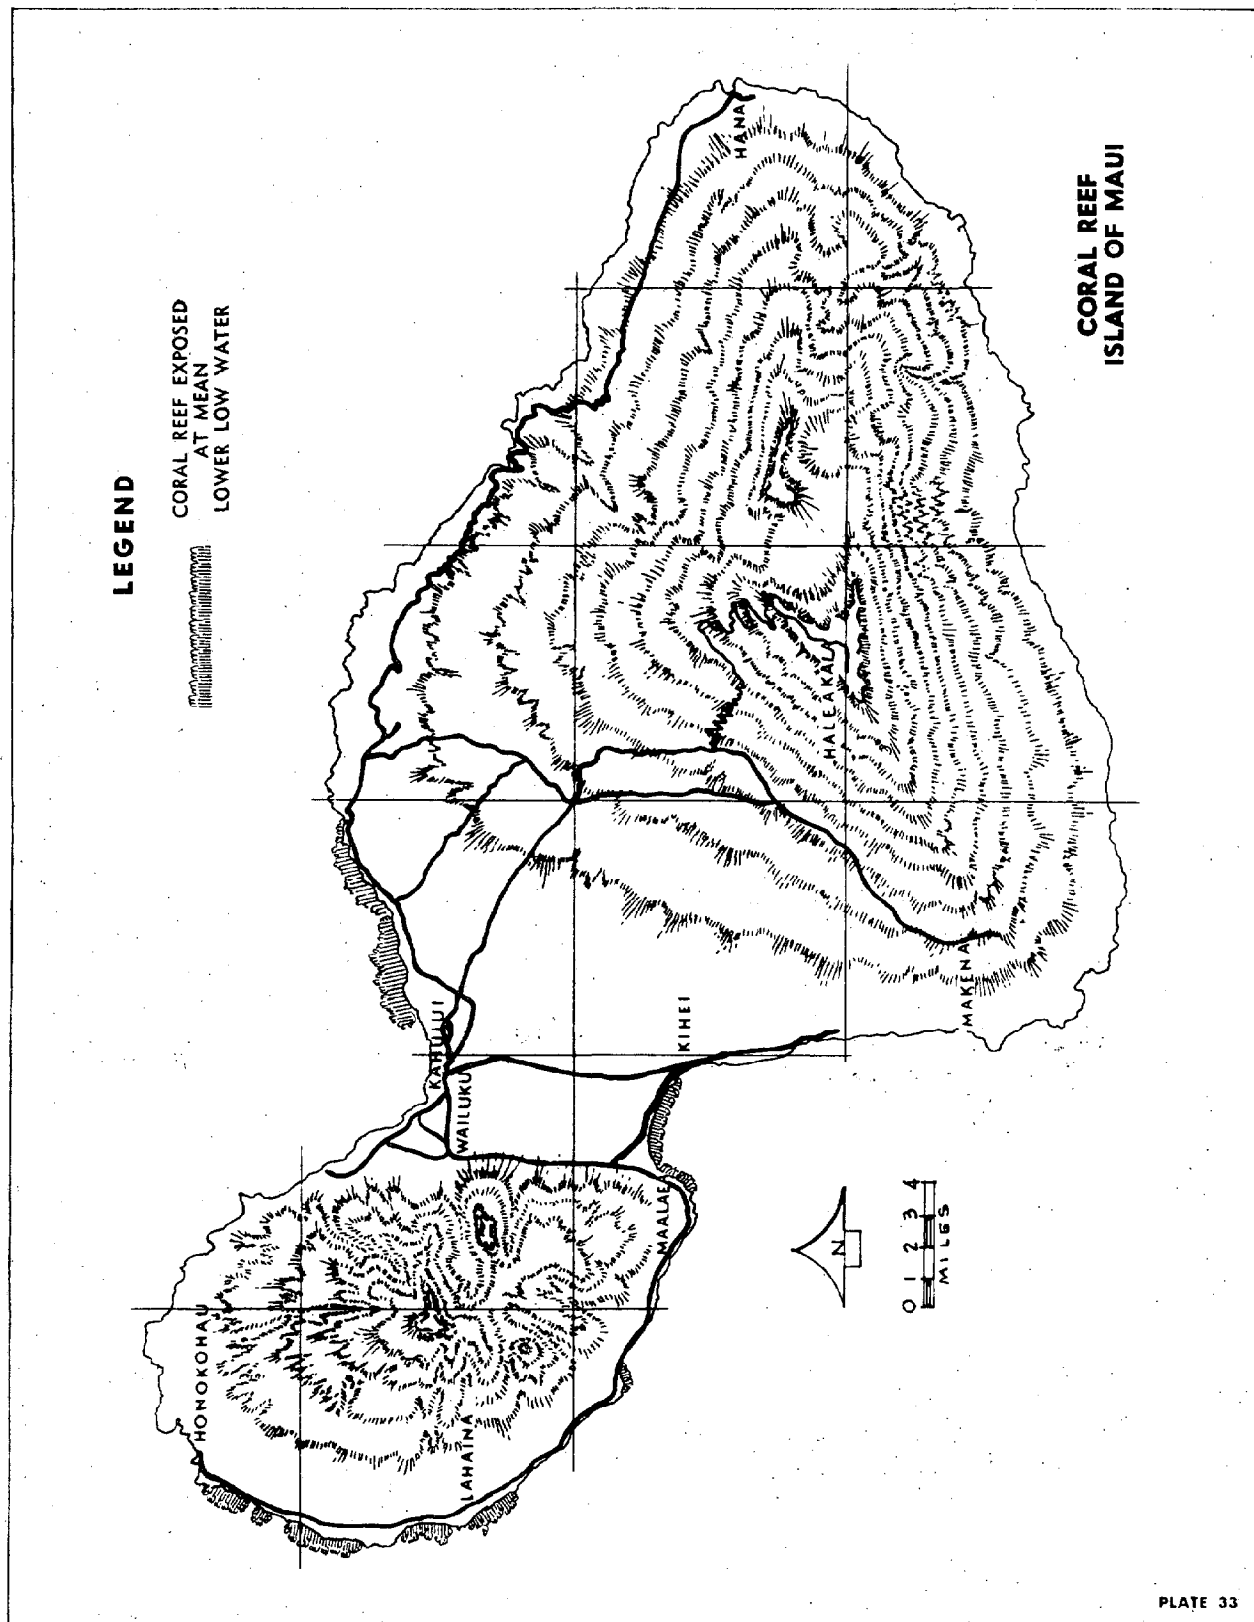 LEGEND
CORAL REEF EXPOSED
AT MEAN
LOWER LOW WATER
HONOKOHAU
LAHAINA
WAILUKU
KAHULUI
MAALAE
KIHEI
MAKENA
HALEAKALA
HANA
N
0 1 2 3 4
MILES
CORAL REEF
ISLAND OF MAUI
PLATE 33